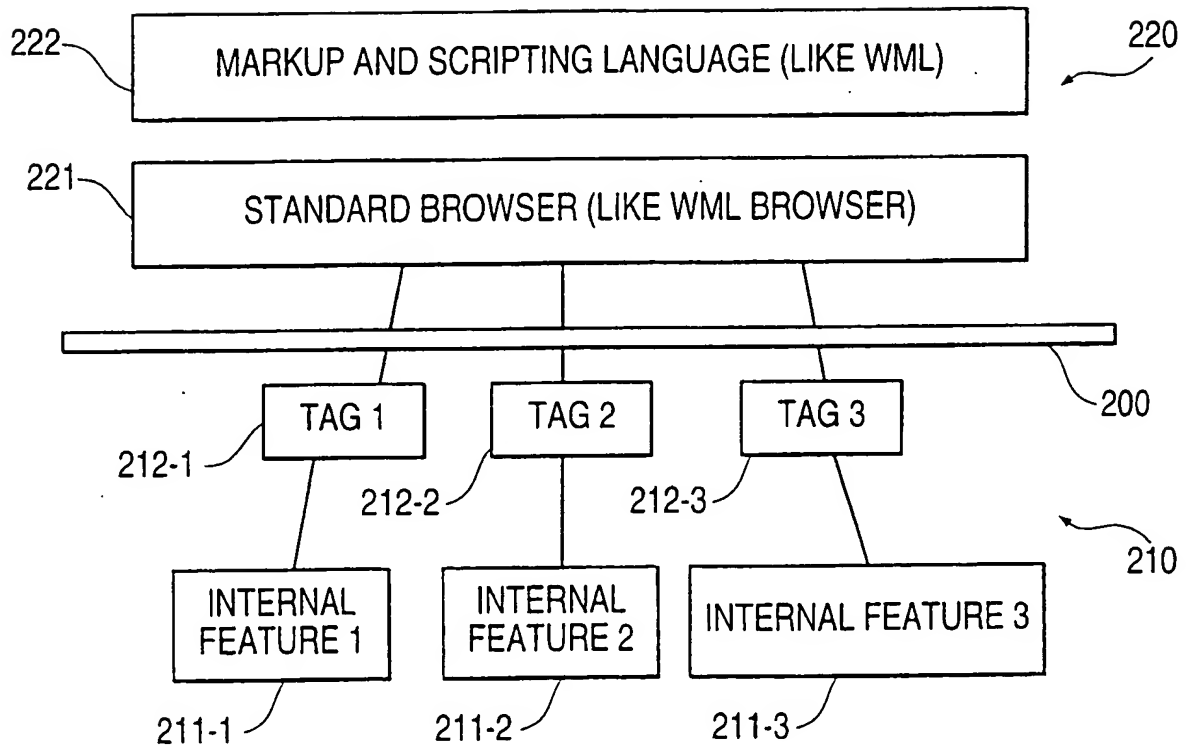 222
MARKUP AND SCRIPTING LANGUAGE (LIKE WML)
220
221
STANDARD BROWSER (LIKE WML BROWSER)
200
TAG 1
TAG 2
TAG 3
212-1
212-2
212-3
210
INTERNAL
FEATURE 1
INTERNAL
FEATURE 2
INTERNAL FEATURE 3
211-1
211-2
211-3